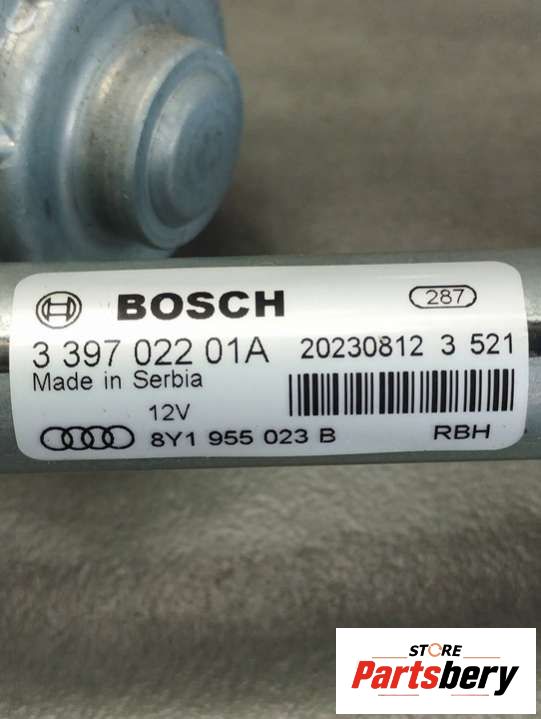 BOSCH 287
3 397 022 01A 20230812 3 521
Made in Serbia
12V
8Y1 955 023 B RBH
STORE
Partsbery